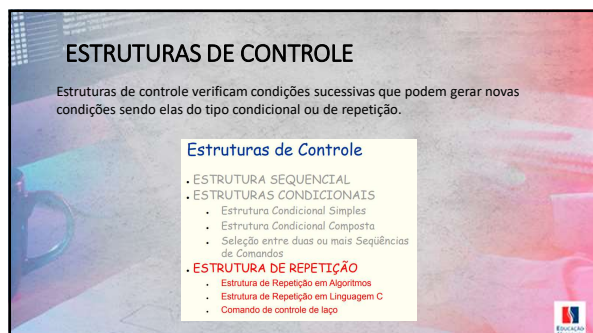 ESTRUTURAS DE CONTROLE
Estruturas de controle verificam condições sucessivas que podem gerar novas
condições sendo elas do tipo condicional ou de repetição.
Estruturas de Controle
• ESTRUTURA SEQUENCIAL
• ESTRUTURAS CONDICIONAIS
• Estrutura Condicional Simples
• Estrutura Condicional Composta
• Seleção entre duas ou mais Seqüências
de Comandos
• ESTRUTURA DE REPETIÇÃO
• Estrutura de Repetição em Algoritmos
• Estrutura de Repetição em Linguagem C
• Comando de controle de laço
EDUCAÇÃO